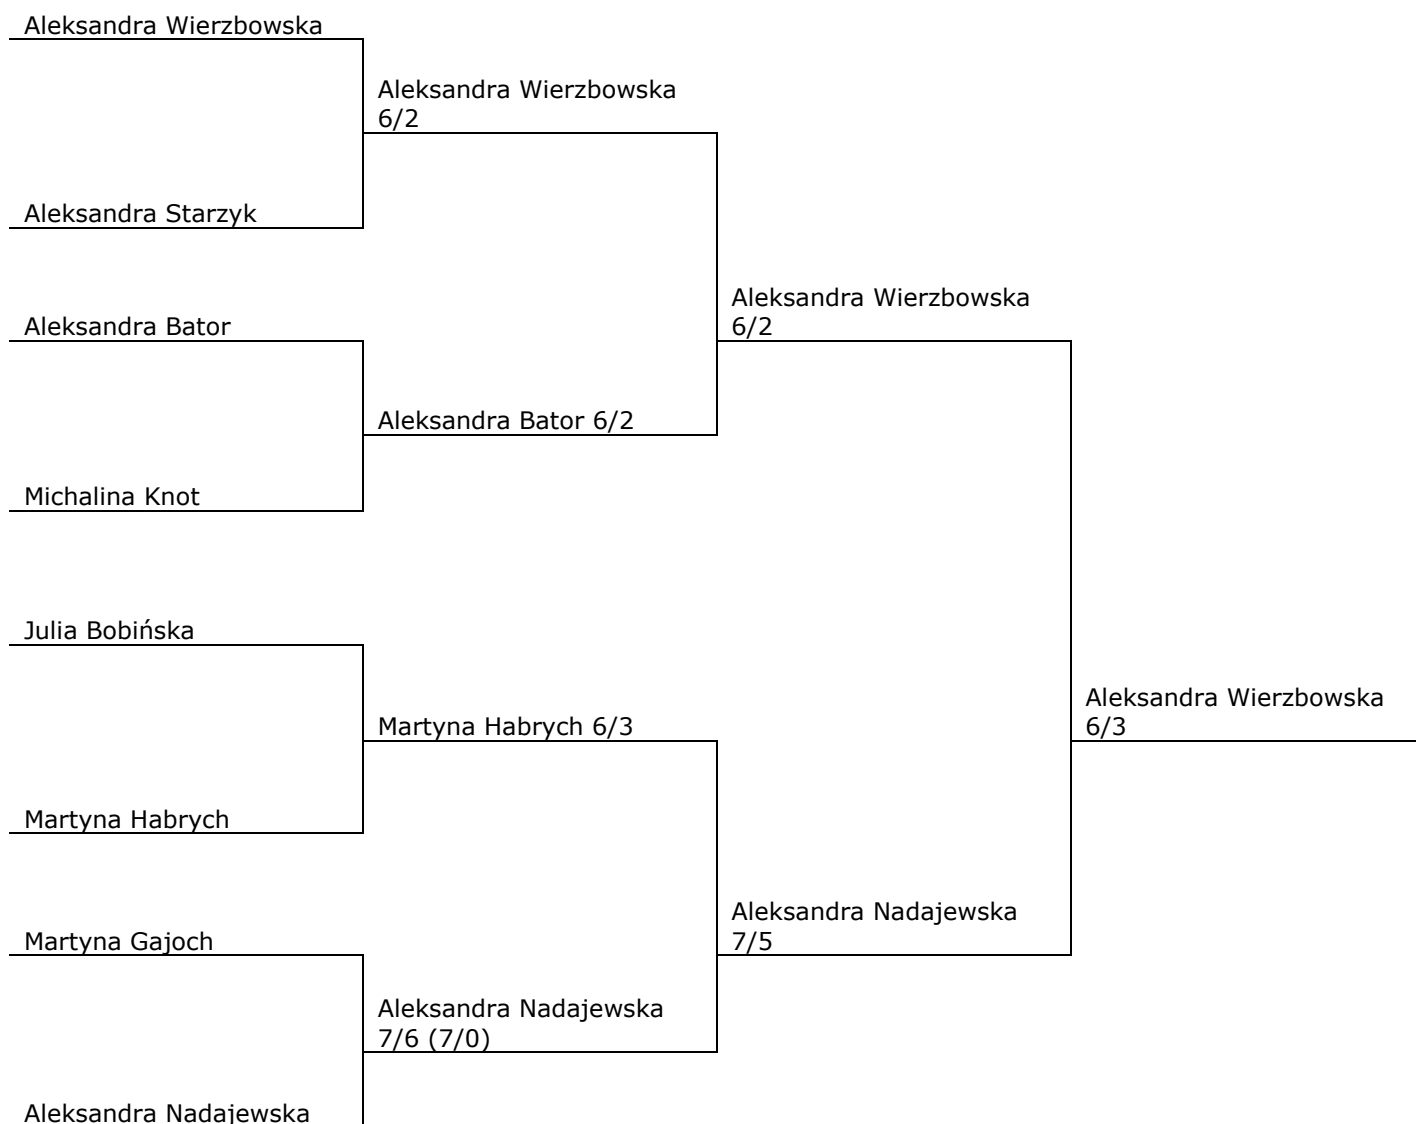 Aleksandra Wierzbowska
Aleksandra Wierzbowska
6/2
Aleksandra Starzyk
Aleksandra Wierzbowska
6/2
Aleksandra Bator
Aleksandra Bator 6/2
Michalina Knot
Julia Bobińska
Aleksandra Wierzbowska
6/3
Martyna Habrych 6/3
Martyna Habrych
Aleksandra Nadajewska
7/5
Martyna Gajoch
Aleksandra Nadajewska
7/6 (7/0)
Aleksandra Nadajewska